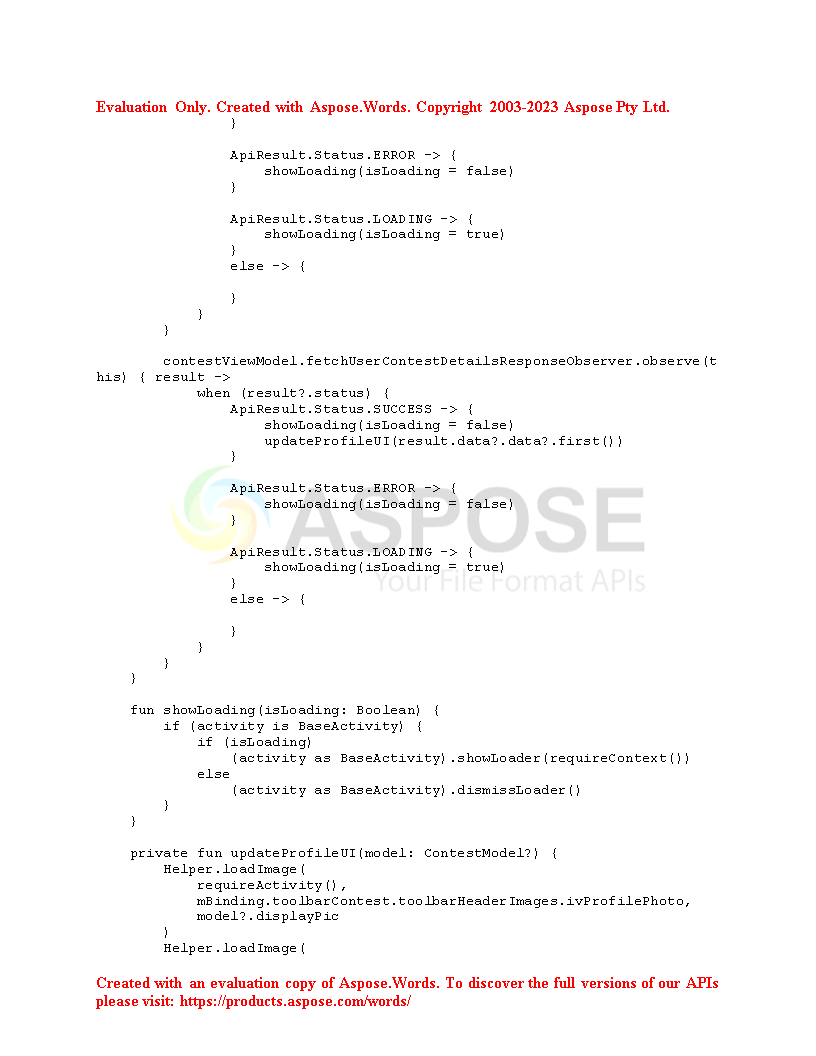 Evaluation Only. Created with Aspose.Words. Copyright 2003-2023 Aspose Pty Ltd.
                }

                ApiResult.Status.ERROR -> {
                    showLoading(isLoading = false)
                }

                ApiResult.Status.LOADING -> {
                    showLoading(isLoading = true)
                }
                else -> {

                }
            }
        }

        contestViewModel.fetchUserContestDetailsResponseObserver.observe(t
his) { result ->
            when (result?.status) {
                ApiResult.Status.SUCCESS -> {
                    showLoading(isLoading = false)
                    updateProfileUI(result.data?.data?.first())
                }

                ApiResult.Status.ERROR -> {
                    showLoading(isLoading = false)
                }

                ApiResult.Status.LOADING -> {
                    showLoading(isLoading = true)
                }
                else -> {

                }
            }
        }
    }

    fun showLoading(isLoading: Boolean) {
        if (activity is BaseActivity) {
            if (isLoading)
                (activity as BaseActivity).showLoader(requireContext())
            else
                (activity as BaseActivity).dismissLoader()
        }
    }

    private fun updateProfileUI(model: ContestModel?) {
        Helper.loadImage(
            requireActivity(),
            mBinding.toolbarContest.toolbarHeaderImages.ivProfilePhoto,
            model?.displayPic
        )
        Helper.loadImage(
ASPOSE
Your File Format APIs
Created with an evaluation copy of Aspose.Words. To discover the full versions of our APIs
please visit: https://products.aspose.com/words/